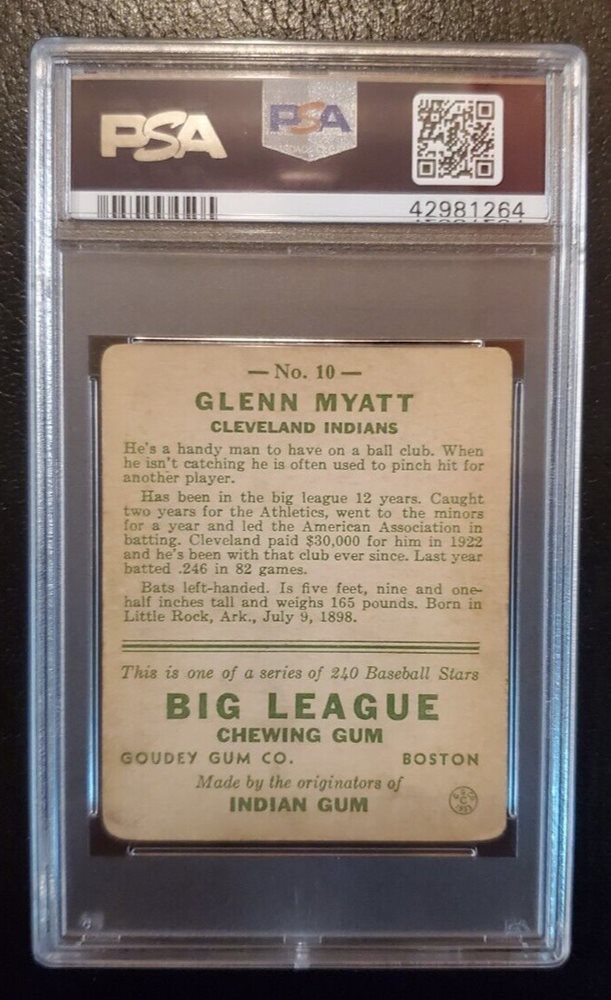 PSA
PSA
42981264
— No. 10 —
GLENN MYATT
CLEVELAND INDIANS
He's a handy man to have on a ball club. When
he isn't catching he is often used to pinch hit for
another player.
Has been in the big league 12 years. Caught
two years for the Athletics, went to the minors
for a year and led the American Association in
batting. Cleveland paid $30,000 for him in 1922
and he's been with that club ever since. Last year
batted .246 in 82 games.
Bats left-handed. Is five feet, nine and one-
half inches tall and weighs 165 pounds. Born in
Little Rock, Ark., July 9, 1898.
This is one of a series of 240 Baseball Stars
BIG LEAGUE
CHEWING GUM
GOUDEY GUM CO. BOSTON
Made by the originators of
INDIAN GUM